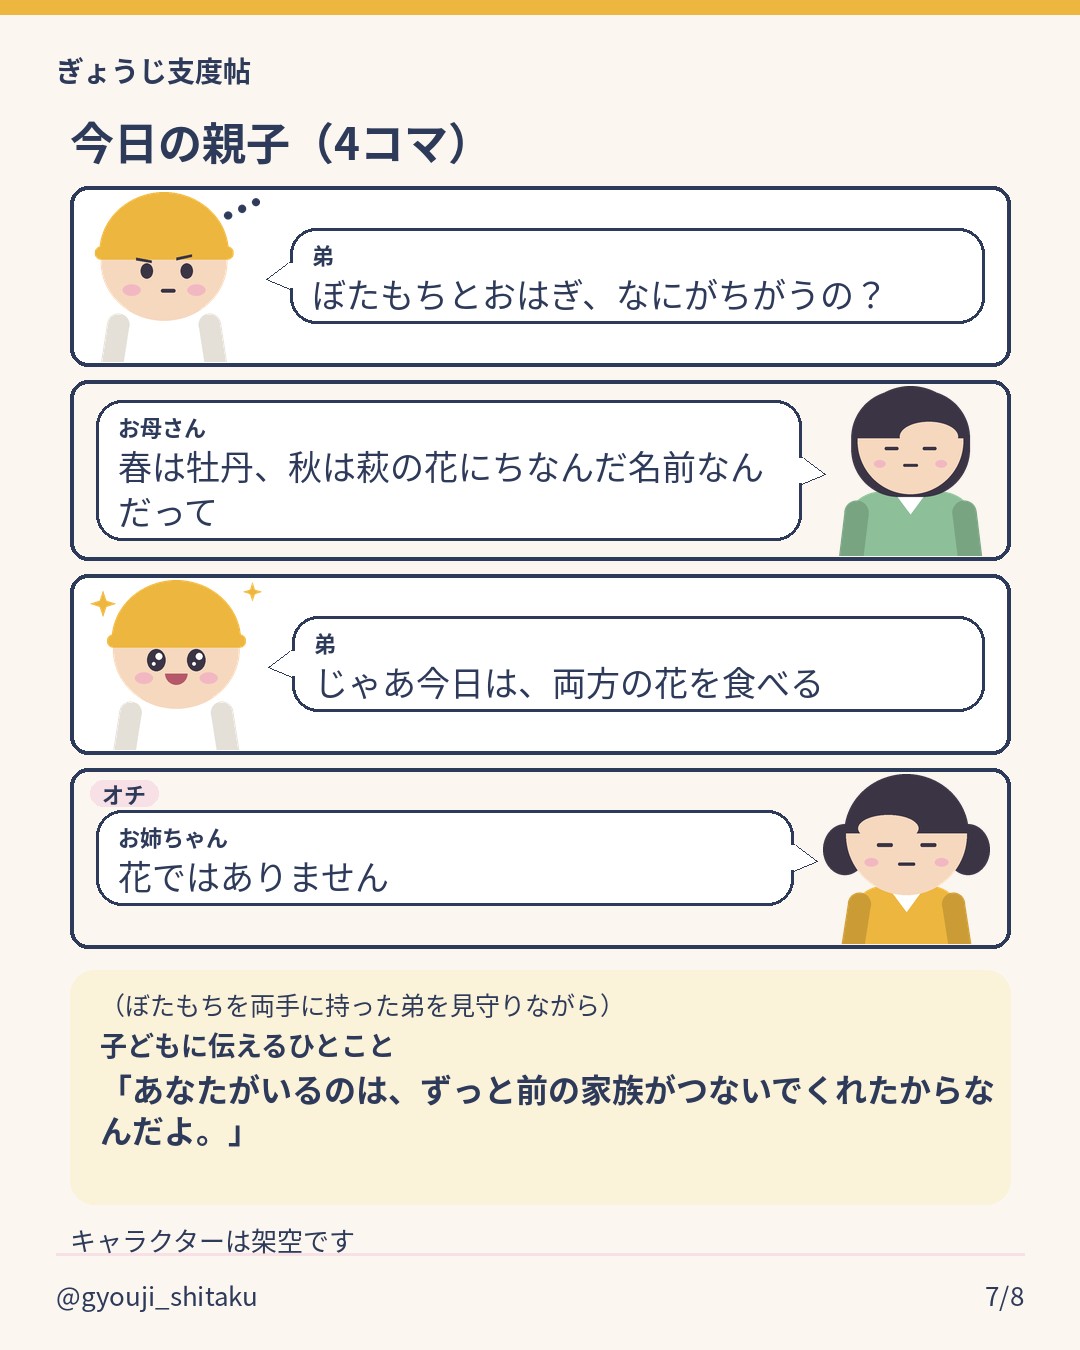 ぎょうじ支度帖
今日の親子（4コマ）
弟
ぼたもちとおはぎ、なにがちがうの？
お母さん
春は牡丹、秋は萩の花にちなんだ名前なん
だって
弟
じゃあ今日は、両方の花を食べる
オチ
お姉ちゃん
花ではありません
（ぼたもちを両手に持った弟を見守りながら）
子どもに伝えるひとこと
「あなたがいるのは、ずっと前の家族がつないでくれたからな
んだよ。」
キャラクターは架空です
@gyouji_shitaku
7/8